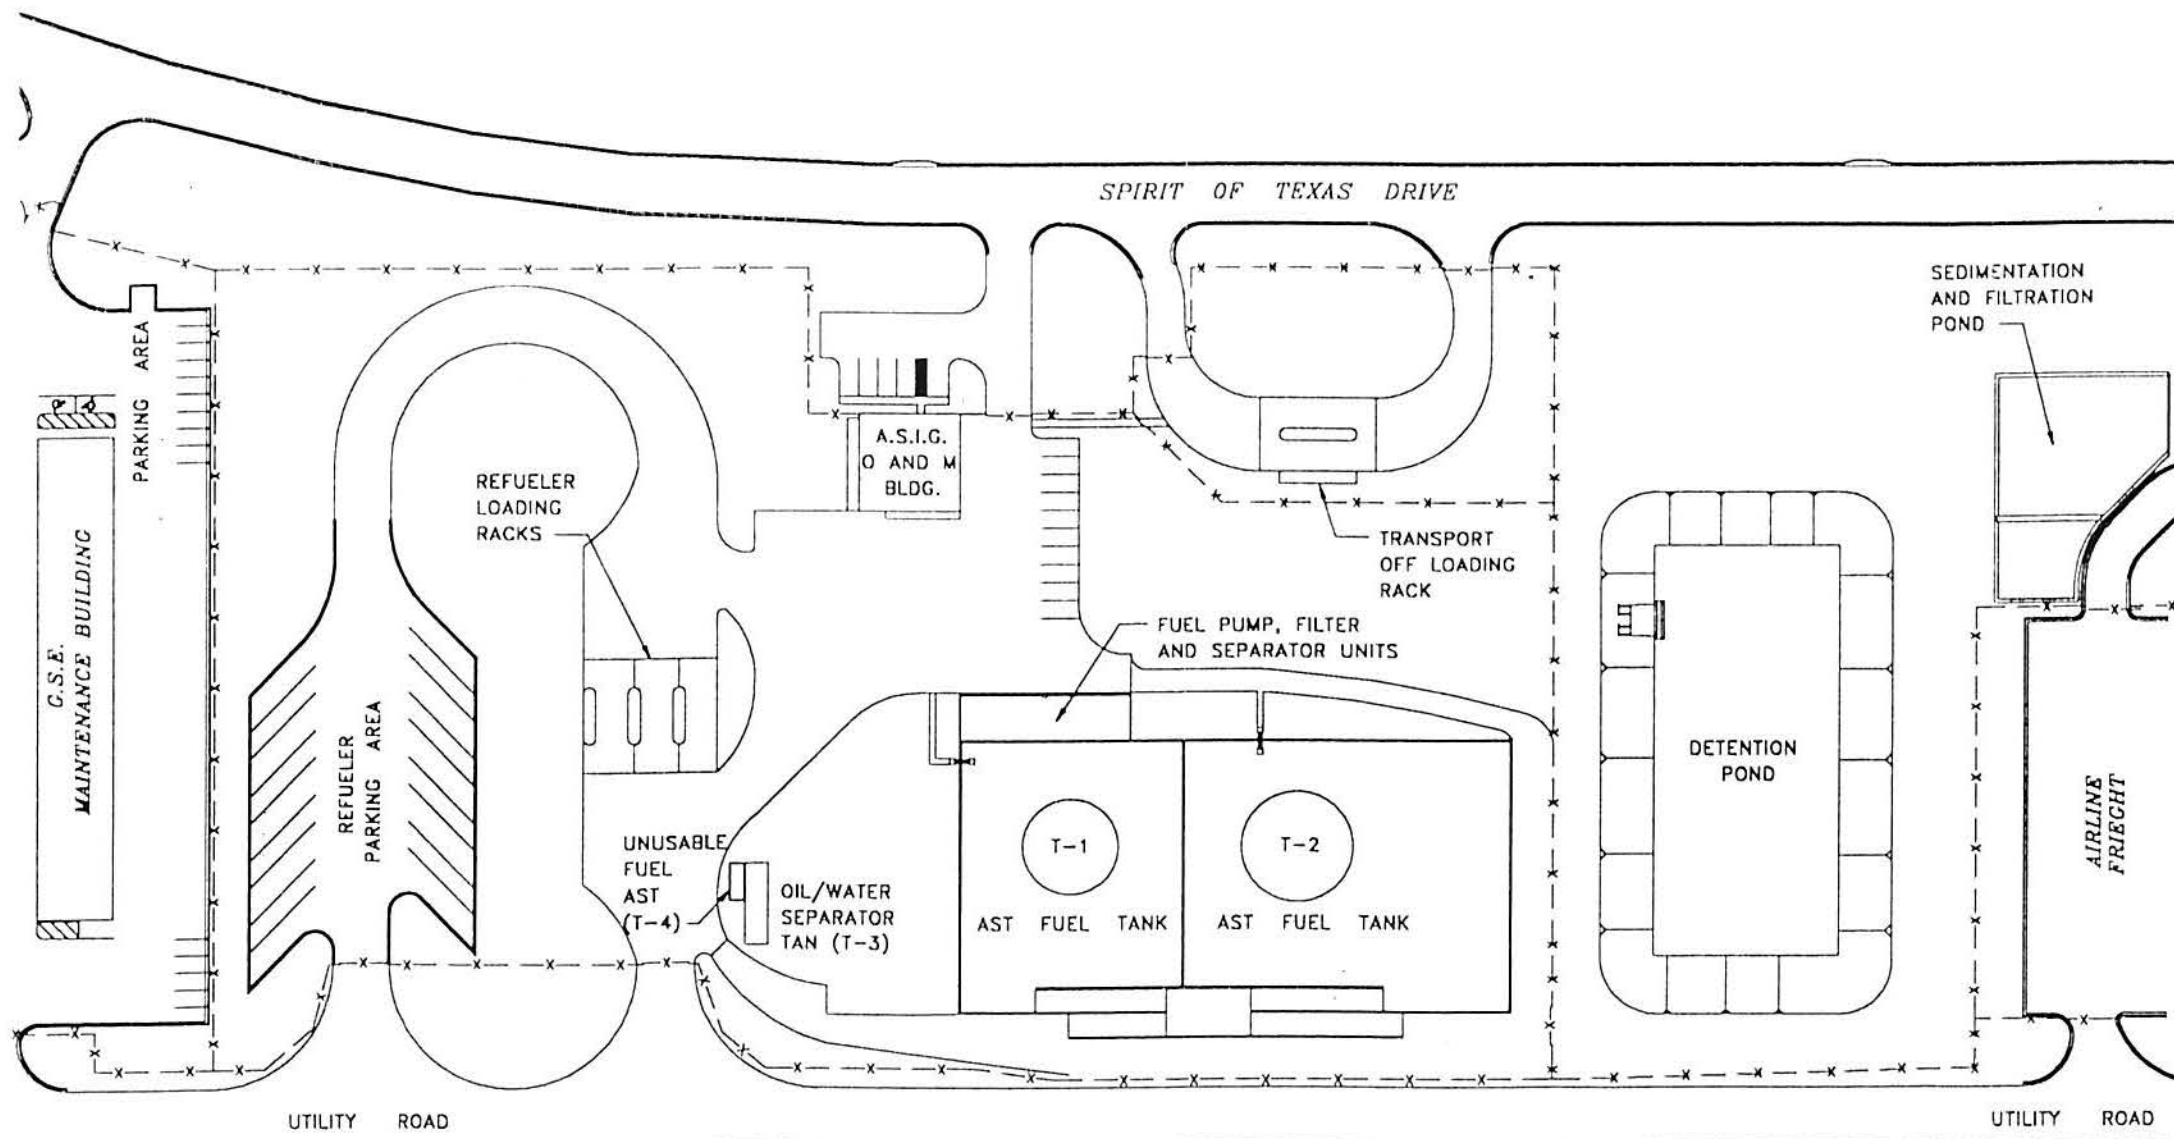 SPIRIT OF TEXAS DRIVE
SEDIMENTATION
AND FILTRATION
POND
PARKING AREA
A.S.I.G.
O AND M
BLDG.
REFUELER
LOADING
RACKS
TRANSPORT
OFF LOADING
RACK
G.S.E.
MAINTENANCE BUILDING
FUEL PUMP, FILTER
AND SEPARATOR UNITS
REFUELER
PARKING AREA
DETENTION
POND
AIRLINE
FRIEGHT
UNUSABLE
FUEL
AST
(T-4)
OIL/WATER
SEPARATOR
TAN (T-3)
T-1
AST FUEL TANK
T-2
AST FUEL TANK
UTILITY ROAD
UTILITY ROAD